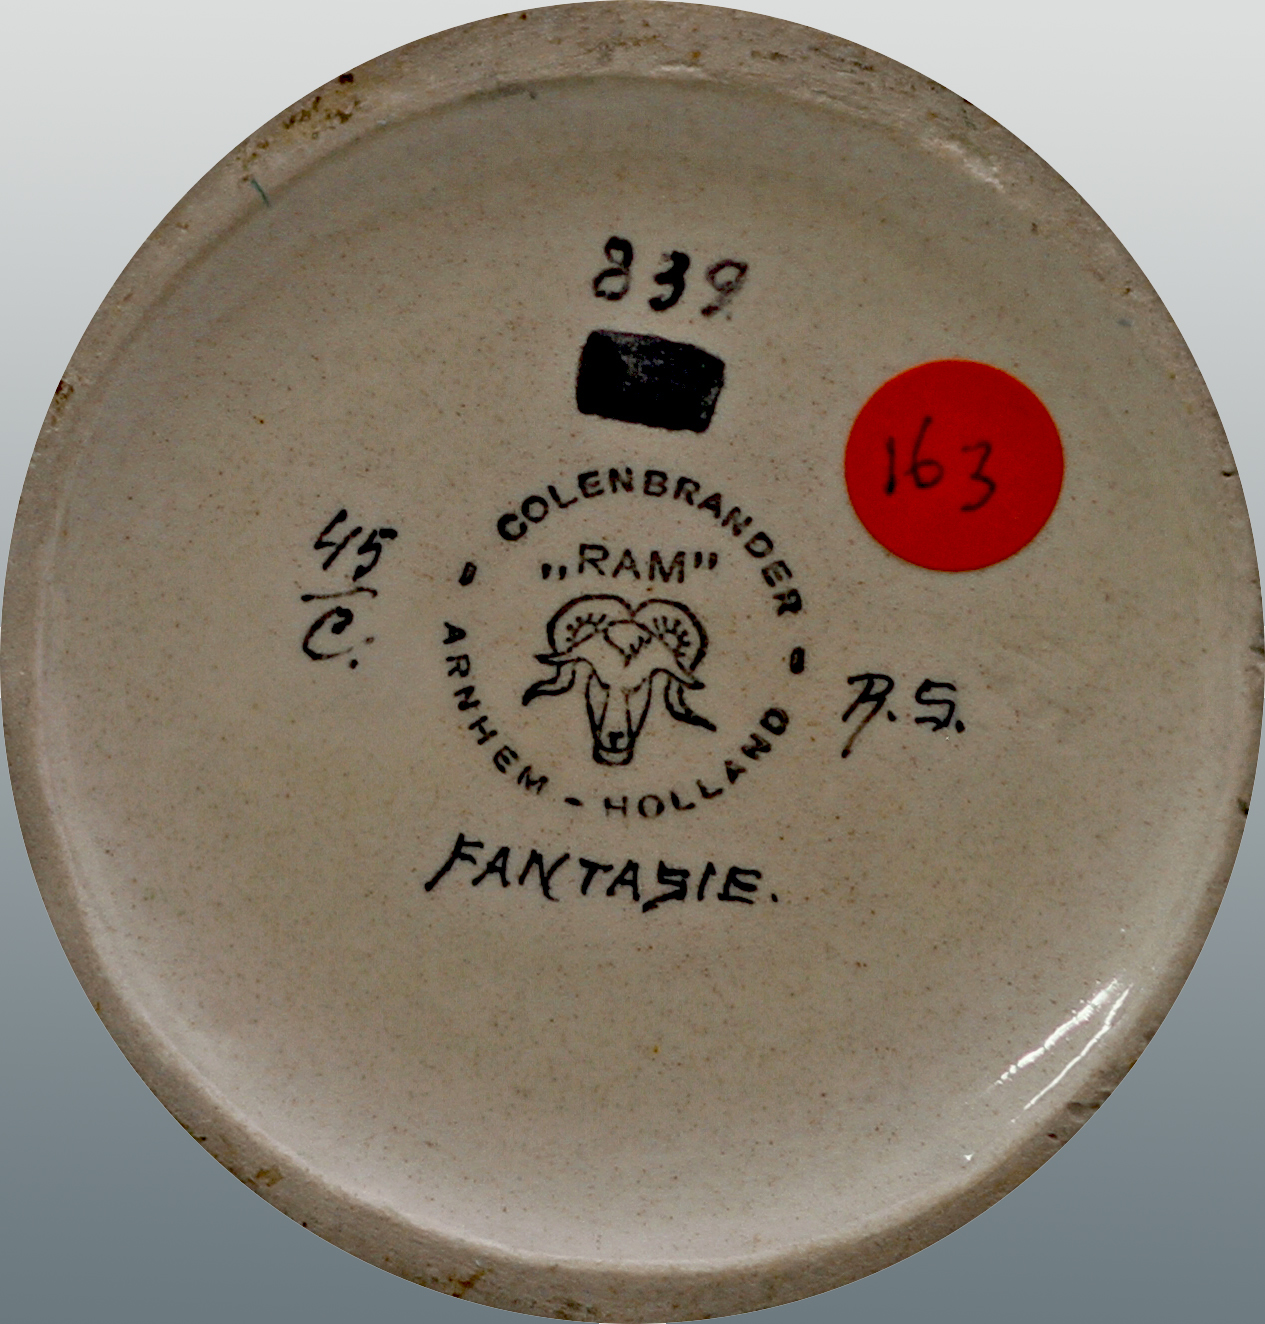 839
163
45
C.
COLENBRANDER
„RAM”
ARNHEM - HOLLAND
R.S.
FANTASIE.